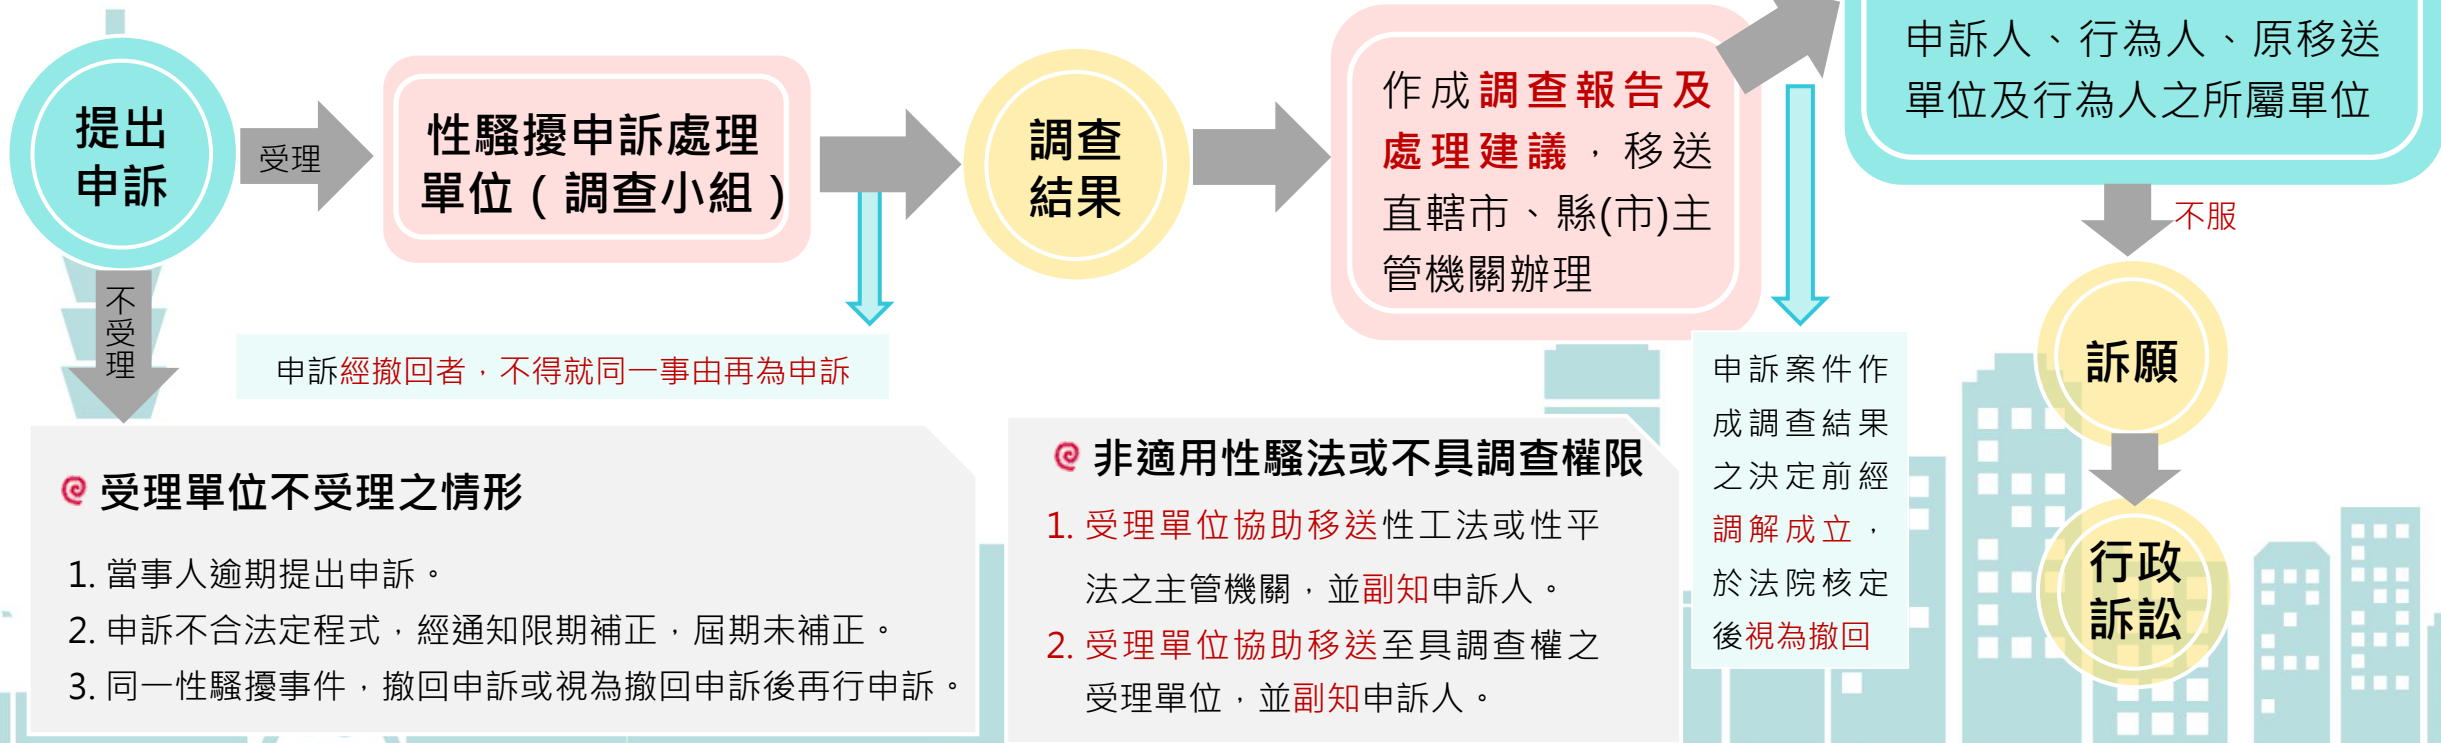 提出
申訴
受理
不受理
性騷擾申訴處理
單位（調查小組）
調查
結果
作成調查報告及
處理建議，移送
直轄市、縣(市)主
管機關辦理
申訴人、行為人、原移送
單位及行為人之所屬單位
不服
訴願
行政
訴訟
申訴經撤回者，不得就同一事由再為申訴
申訴案件作
成調查結果
之決定前經
調解成立，
於法院核定
後視為撤回
受理單位不受理之情形
1. 當事人逾期提出申訴。
2. 申訴不合法定程式，經通知限期補正，屆期未補正。
3. 同一性騷擾事件，撤回申訴或視為撤回申訴後再行申訴。
非適用性騷法或不具調查權限
1. 受理單位協助移送性工法或性平
法之主管機關，並副知申訴人。
2. 受理單位協助移送至具調查權之
受理單位，並副知申訴人。